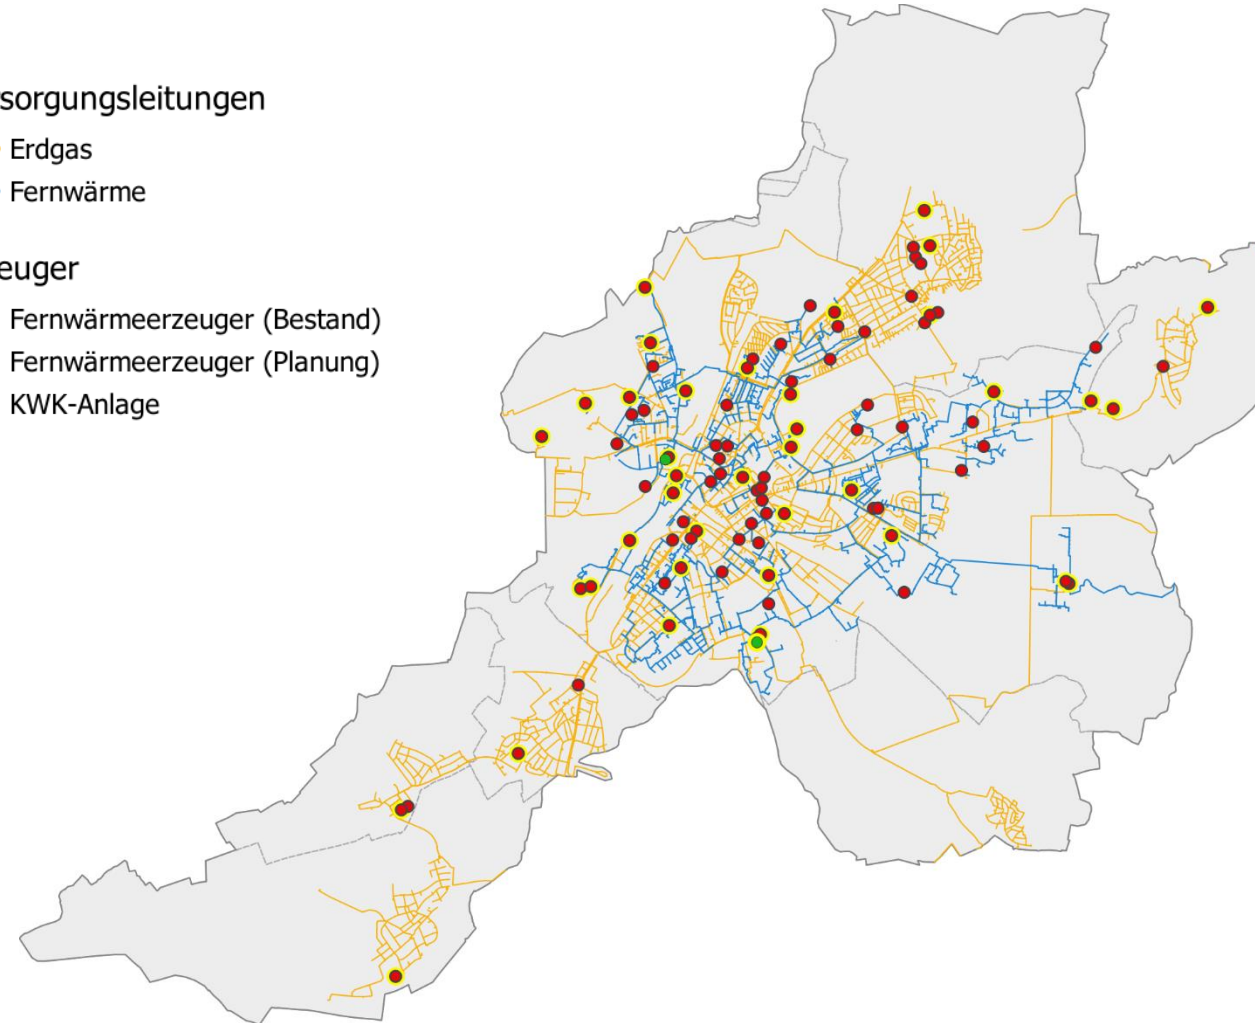 sorgungsleitungen
Erdgas
Fernwärme
euger
Fernwärmeerzeuger (Bestand)
Fernwärmeerzeuger (Planung)
KWK-Anlage